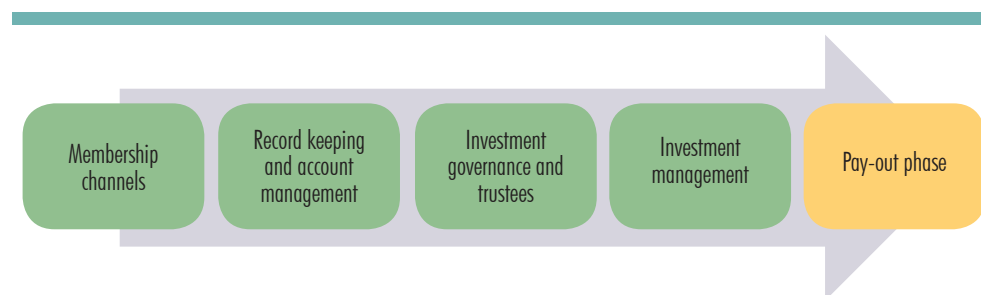 Membership
channels
Record keeping
and account
management
Investment
governance and
trustees
Investment
management
Pay-out phase